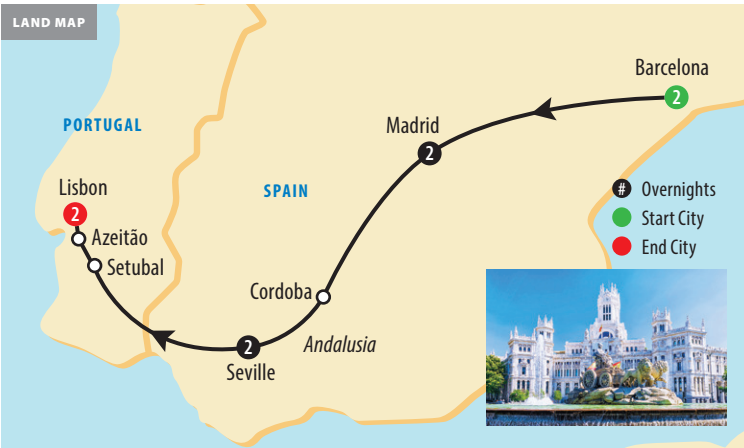 LAND MAP
Barcelona
2
Madrid
2
PORTUGAL
SPAIN
Lisbon
2
Azeitão
Setubal
Cordoba
Andalusia
2
Seville
# Overnights
Start City
End City